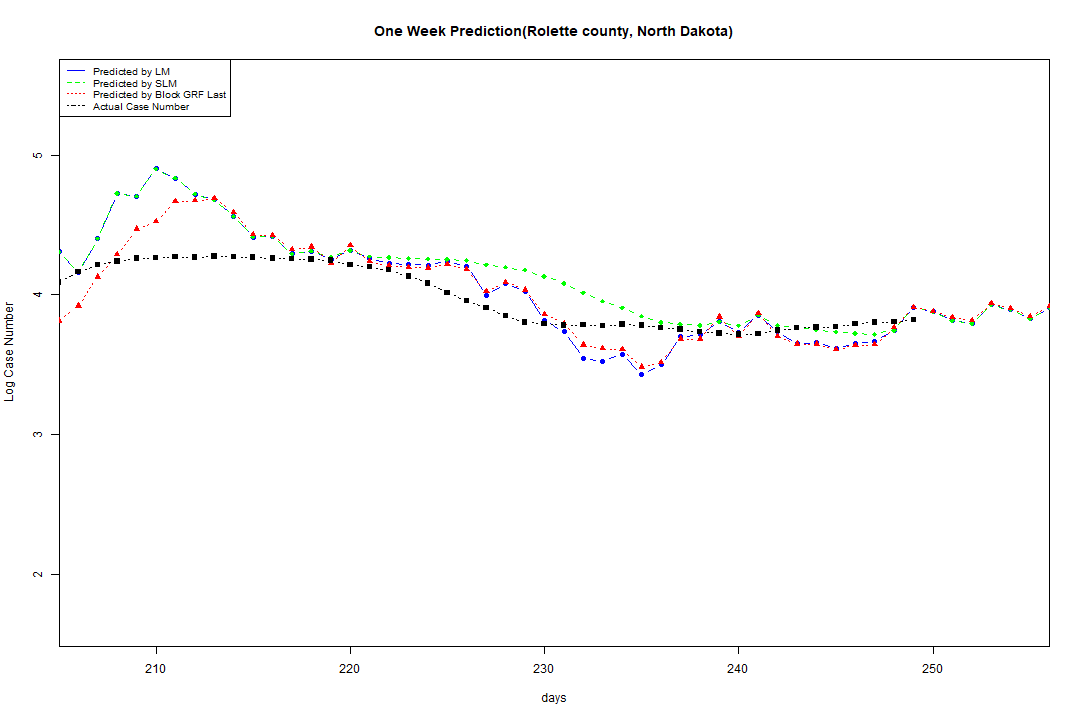 One Week Prediction(Rolette county, North Dakota)
Predicted by LM
Predicted by SLM
Predicted by Block GRF Last
Actual Case Number
5
4
3
2
Log Case Number
210 220 230 240 250
days